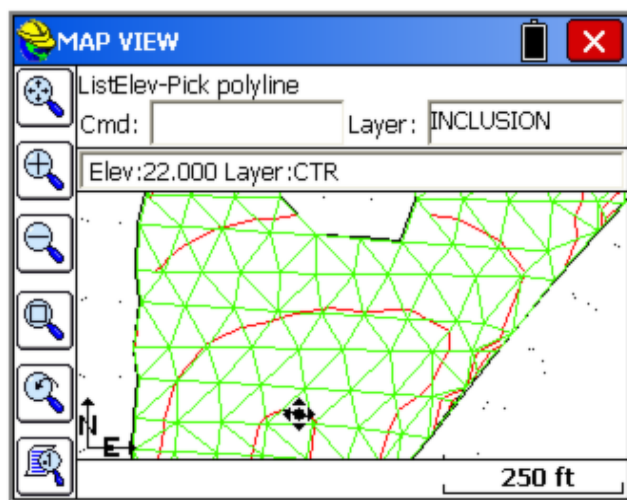 MAP VIEW
ListElev-Pick polyline
Cmd: Layer: INCLUSION
Elev:22.000 Layer:CTR
N
E
250 ft